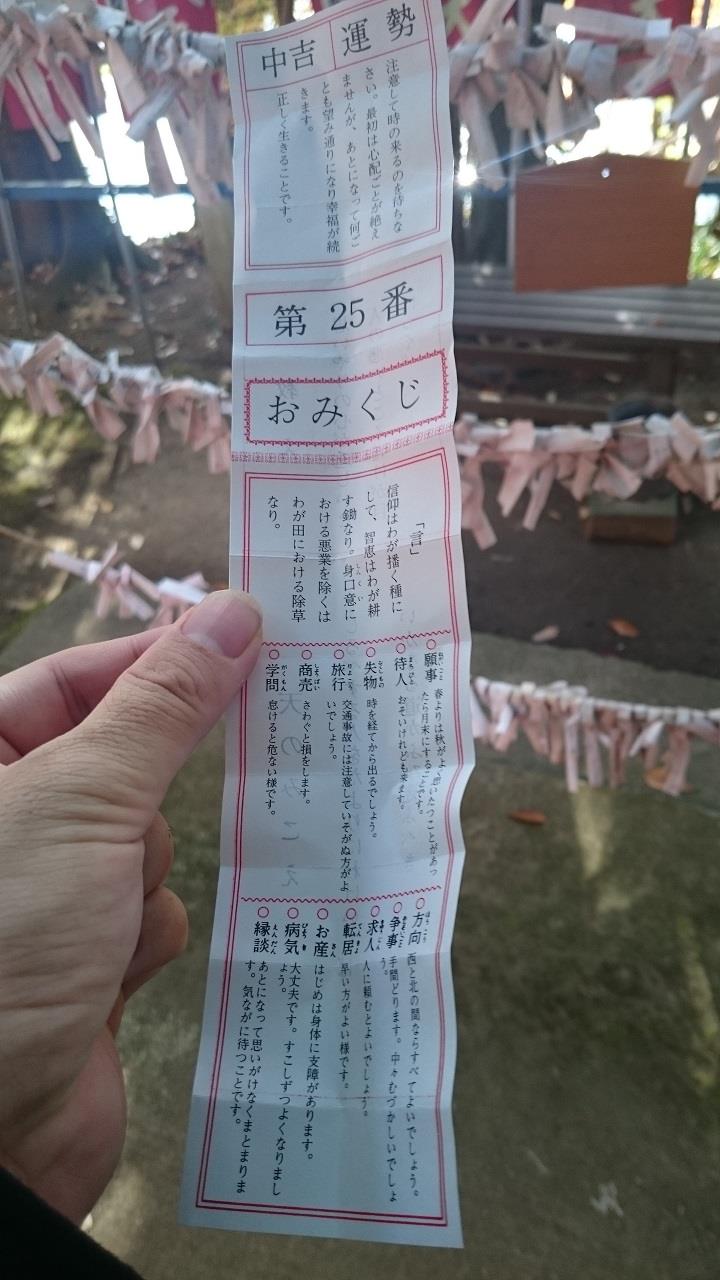 運勢
中吉
注意して時の来るのを待ちな
さい。最初は心配ごとが絶え
ませんが、あとになって何ご
とも望み通りになり幸福が続
きます。
正しく生きることです。
第25番
おみくじ
「言」
信仰はわが播く種に
して、智恵はわが耕
す鋤なり。身口意に
おける悪業を除くは
わが田における除草
なり。
願事 春よりは秋がよく思いたつことがあっ
たら月末にすることです。
待人 おそいけれども来ます。
失物 時を経てから出るでしょう。
旅行 交通事故には注意していそがぬ方がよ
いでしょう。
商売 さわぐと損をします。
学問 怠けると危ない様です。
方向 西と北の間ならすべてよいでしょう。
争事 手間どります。中々むづかしいでしょ
う。
求人 人に頼むとよいでしょう。
転居 早い方がよい様です。
お産 はじめは身体に支障があります。
病気 大丈夫です。すこしずつよくなりまし
ょう。
縁談 あとになって思いがけなくまとまりま
す。気ながに待つことです。